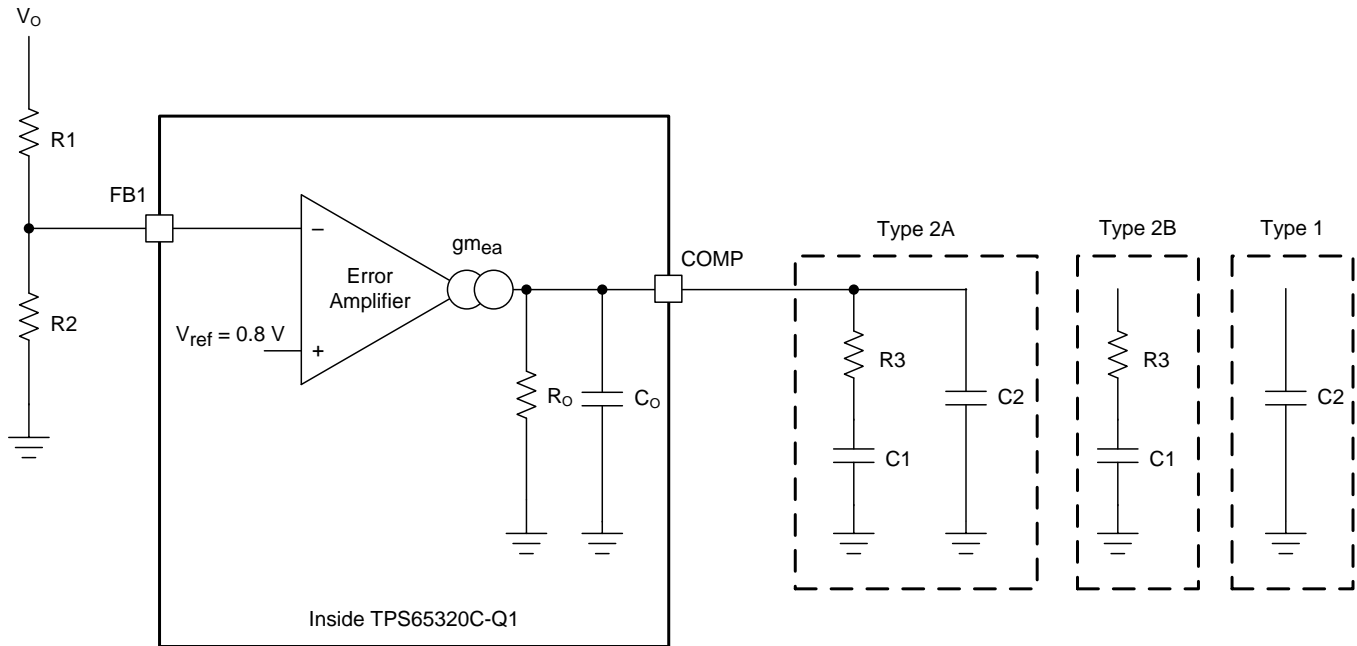 VO
R1
FB1
R2
Error
Amplifier
gmea
Vref = 0.8 V
−
+
RO
CO
COMP
Inside TPS65320C-Q1
Type 2A
R3
C1
C2
Type 2B
R3
C1
Type 1
C2